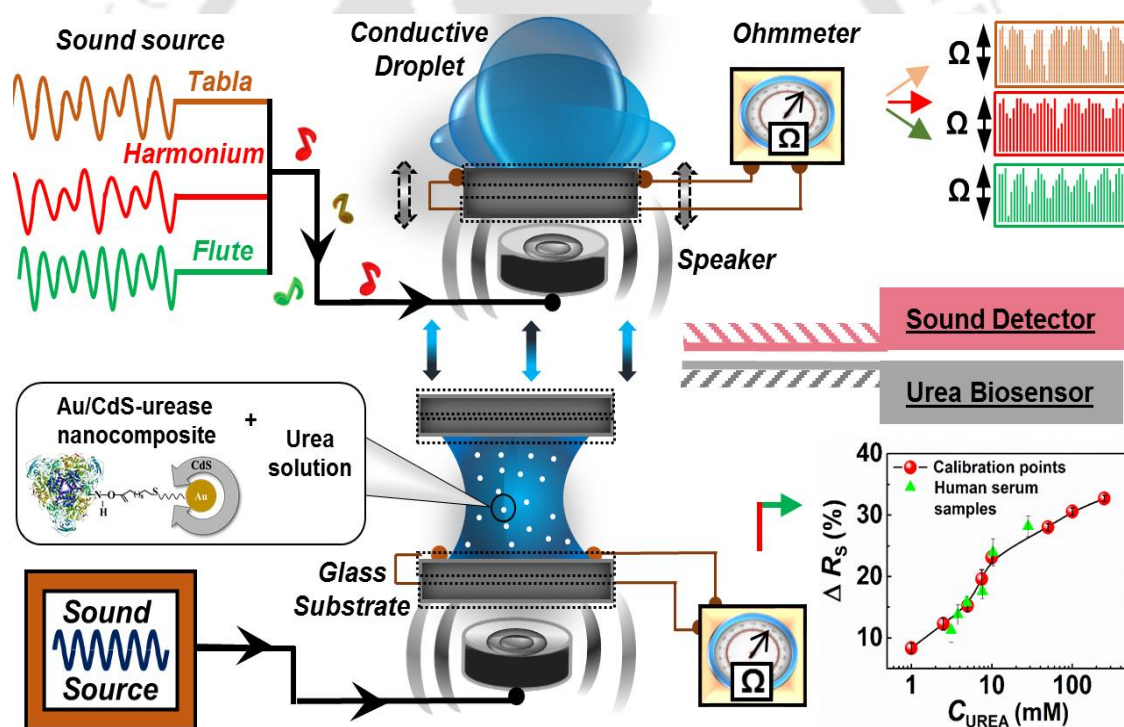 Sound source
Tabla
Harmonium
Flute
Conductive
Droplet
Ohmmeter
Ω
Ω
Ω
Ω
Speaker
Sound Detector
Urea Biosensor
Au/CdS-urease
nanocomposite
+
Urea
solution
CdS
Au
N
O
S
H
Glass
Substrate
Sound
Source
Ω
40
30
20
10
Δ R_S (%)
Calibration points
Human serum
samples
1 10 100
C_UREA (mM)